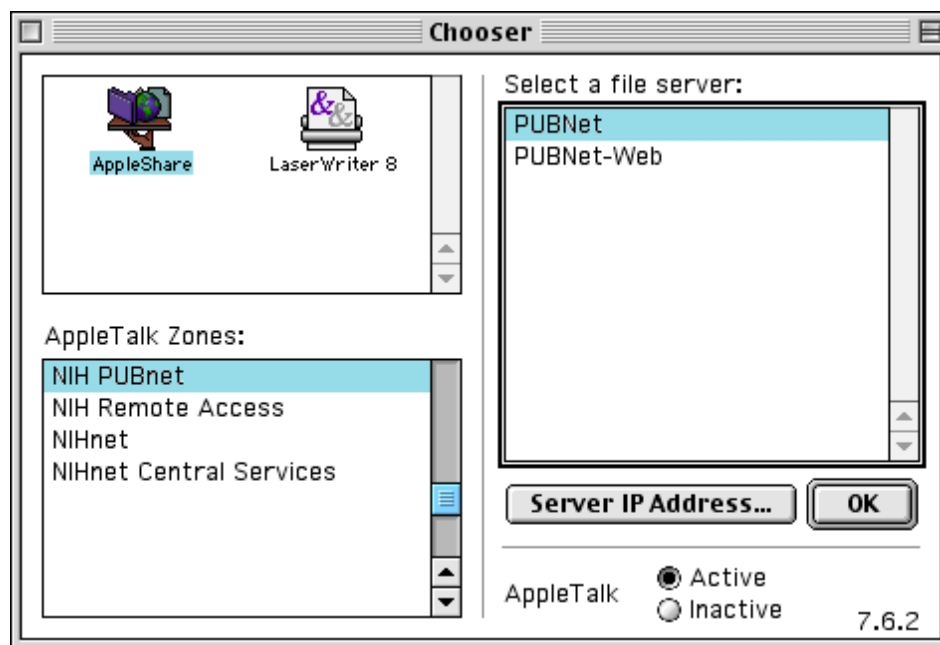 Chooser
AppleShare
LaserWriter 8
AppleTalk Zones:
NIH PUBnet
NIH Remote Access
NIHnet
NIHnet Central Services
Select a file server:
PUBNet
PUBNet-Web
Server IP Address...
OK
AppleTalk
Active
Inactive
7.6.2